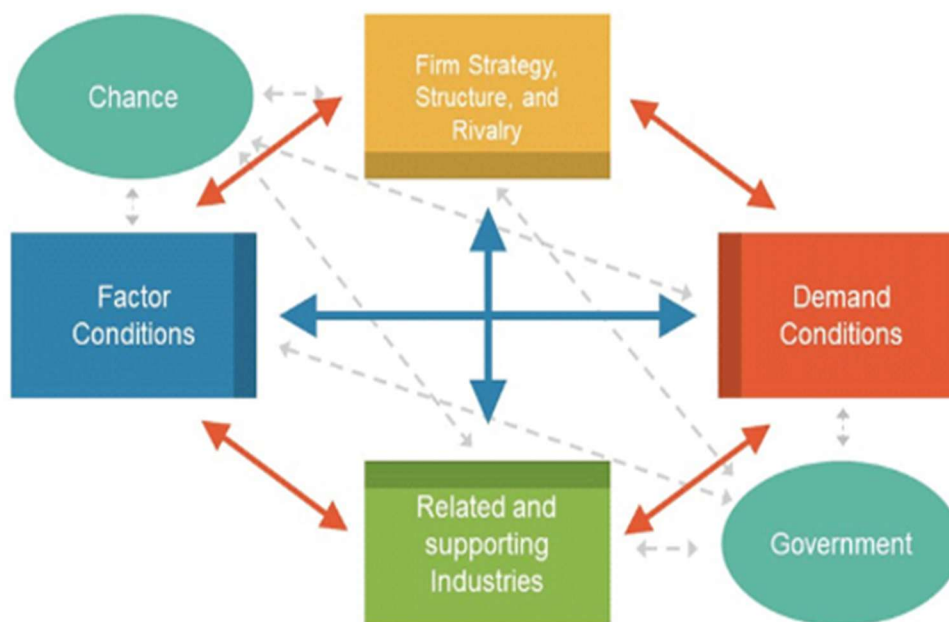 Chance
Firm Strategy,
Structure, and
Rivalry
Factor
Conditions
Demand
Conditions
Related and
supporting
Industries
Government